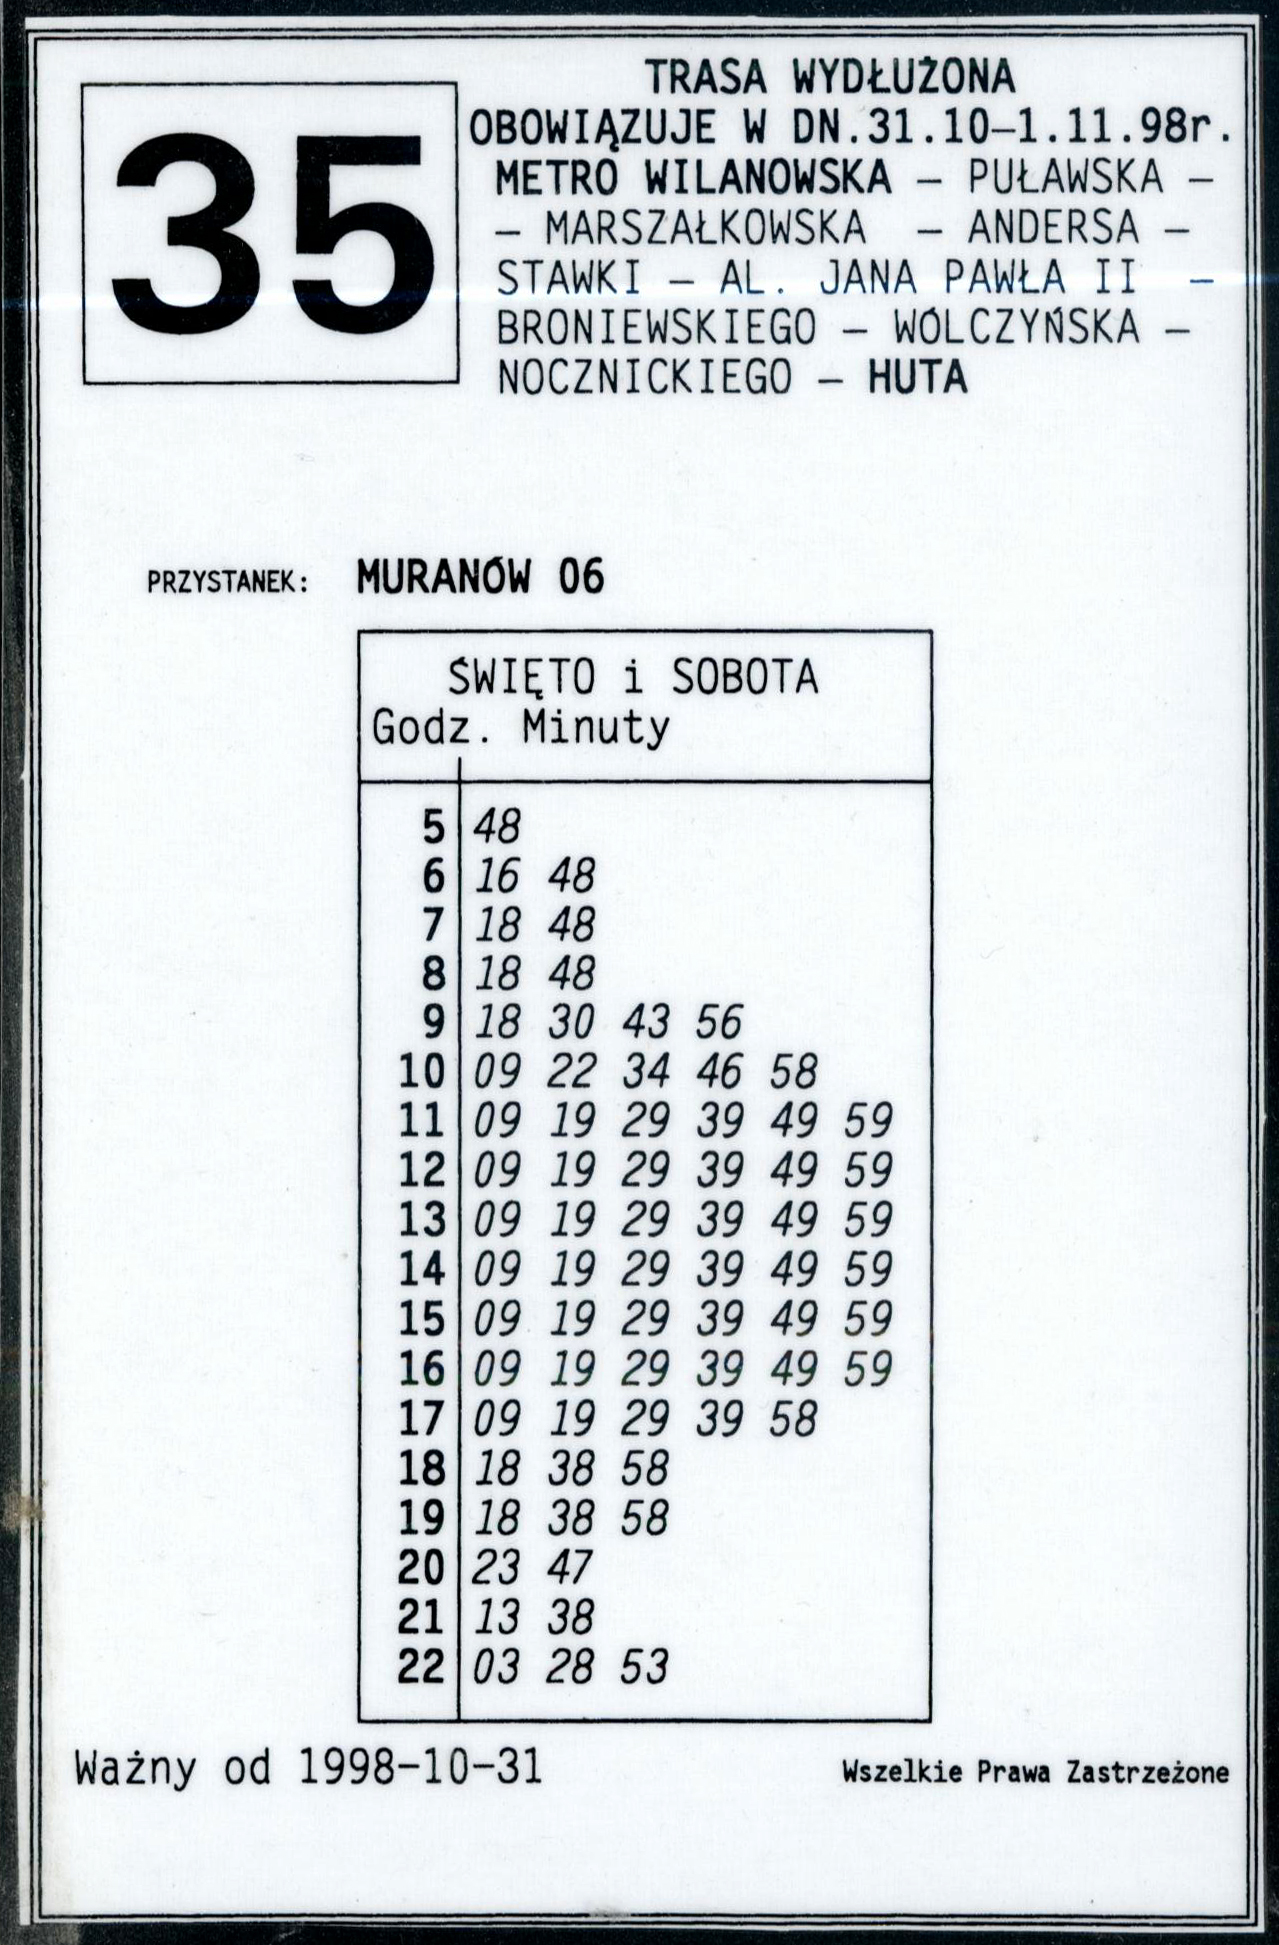 35
TRASA WYDŁUŻONA
OBOWIĄZUJE W DN.31.10–1.11.98r.
METRO WILANOWSKA – PUŁAWSKA –
– MARSZAŁKOWSKA – ANDERSA –
STAWKI – AL. JANA PAWŁA II –
BRONIEWSKIEGO – WÓLCZYŃSKA –
NOCZNICKIEGO – HUTA
PRZYSTANEK: MURANÓW 06
ŚWIĘTO i SOBOTA
Godz. Minuty
5 48
6 16 48
7 18 48
8 18 48
9 18 30 43 56
10 09 22 34 46 58
11 09 19 29 39 49 59
12 09 19 29 39 49 59
13 09 19 29 39 49 59
14 09 19 29 39 49 59
15 09 19 29 39 49 59
16 09 19 29 39 49 59
17 09 19 29 39 58
18 18 38 58
19 18 38 58
20 23 47
21 13 38
22 03 28 53
Ważny od 1998-10-31
Wszelkie Prawa Zastrzeżone